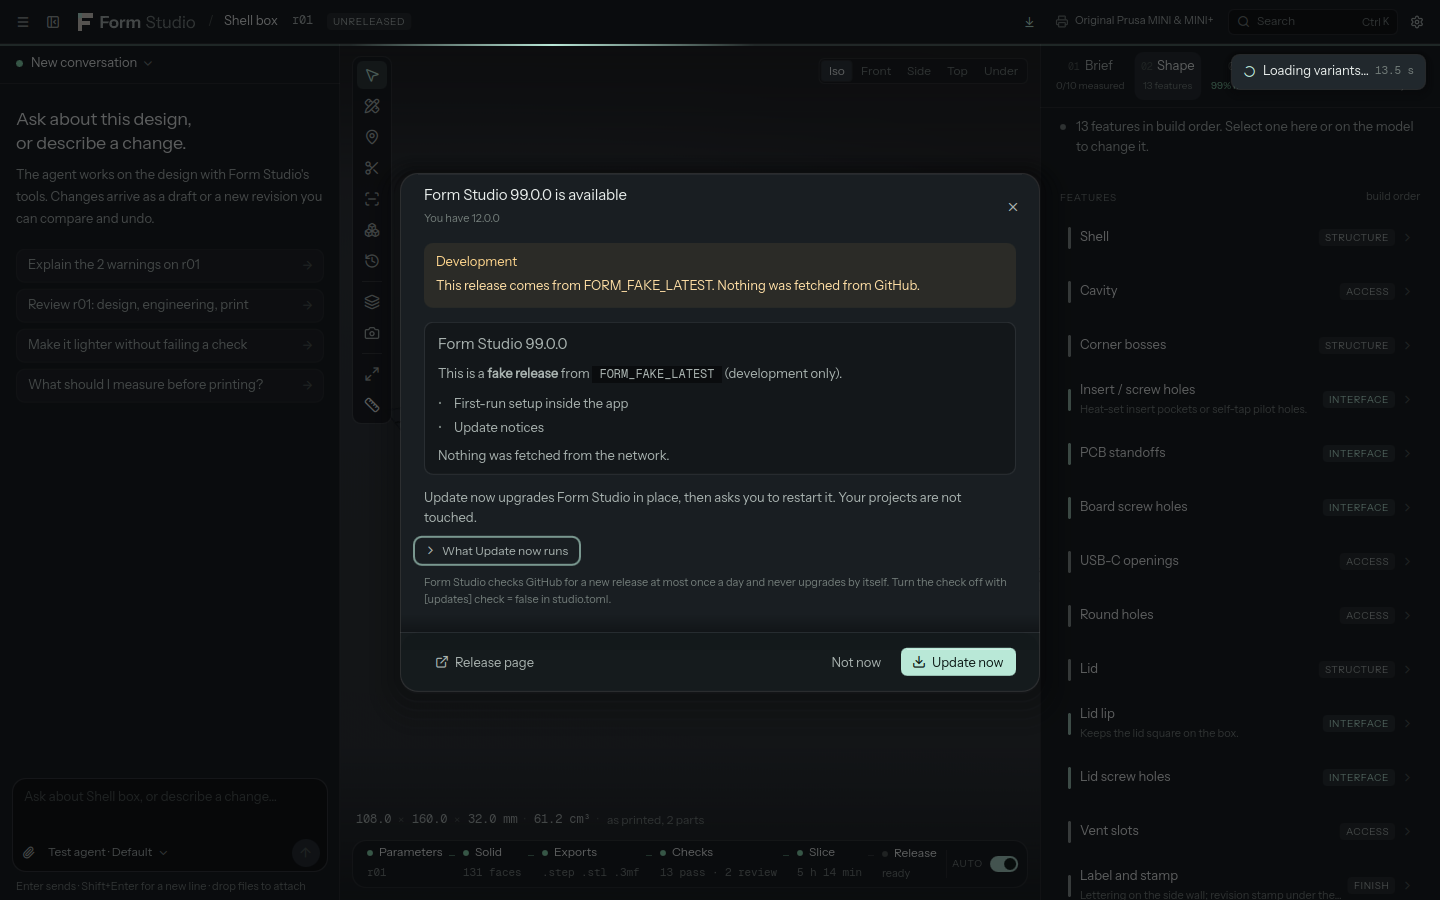 Form Studio / Shell box r01 UNRELEASED
Original Prusa MINI & MINI+
Search Ctrl K
New conversation
Ask about this design,
or describe a change.
The agent works on the design with Form Studio's
tools. Changes arrive as a draft or a new revision you
can compare and undo.
Explain the 2 warnings on r01
Review r01: design, engineering, print
Make it lighter without failing a check
What should I measure before printing?
Ask about Shell box, or describe a change...
Test agent · Default
Enter sends · Shift+Enter for a new line · drop files to attach
Iso Front Side Top Under
Form Studio 99.0.0 is available
You have 12.0.0
Development
This release comes from FORM_FAKE_LATEST. Nothing was fetched from GitHub.
Form Studio 99.0.0
This is a fake release from FORM_FAKE_LATEST (development only).
· First-run setup inside the app
· Update notices
Nothing was fetched from the network.
Update now upgrades Form Studio in place, then asks you to restart it. Your projects are not
touched.
What Update now runs
Form Studio checks GitHub for a new release at most once a day and never upgrades by itself. Turn the check off with
[updates] check = false in studio.toml.
Release page
Not now
Update now
108.0 × 160.0 × 32.0 mm · 61.2 cm³ · as printed, 2 parts
Parameters … Solid … Exports … Checks … Slice … Release
r01 131 faces .step .stl .3mf 13 pass · 2 review 5 h 14 min ready
AUTO
01 Brief
0/10 measured
02 Shape
13 features
99%
Loading variants... 13.5 s
13 features in build order. Select one here or on the model
to change it.
FEATURES build order
Shell STRUCTURE
Cavity ACCESS
Corner bosses STRUCTURE
Insert / screw holes INTERFACE
Heat-set insert pockets or self-tap pilot holes.
PCB standoffs INTERFACE
Board screw holes INTERFACE
USB-C openings ACCESS
Round holes ACCESS
Lid STRUCTURE
Lid lip INTERFACE
Keeps the lid square on the box.
Lid screw holes INTERFACE
Vent slots ACCESS
Label and stamp FINISH
Lettering on the side wall; revision stamp under the...